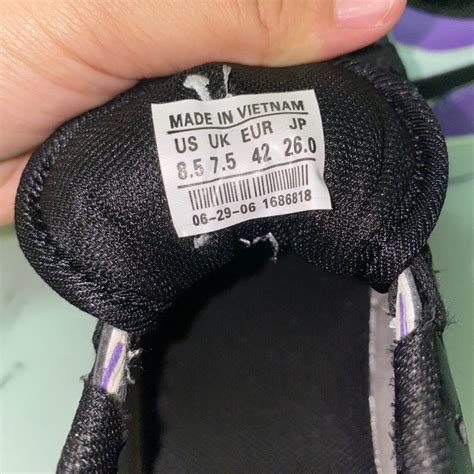 MADE IN VIETNAM
US UK EUR JP
8.5 7.5 42 26.0
06-29-06 1686818